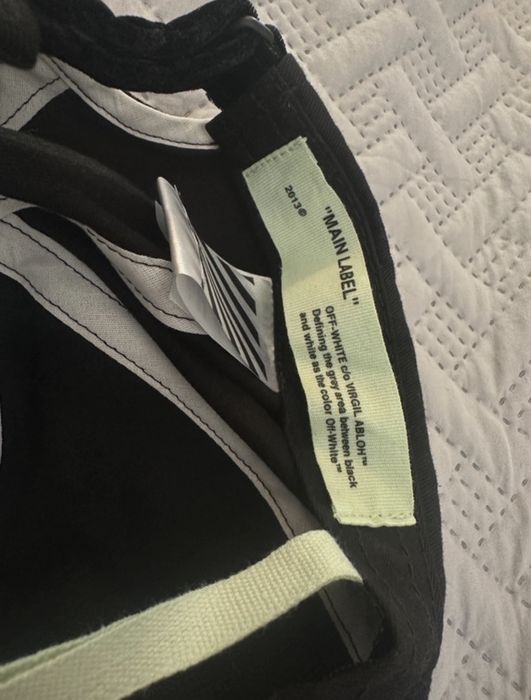 2013©
"MAIN LABEL"
OFF-WHITE c/o VIRGIL ABLOH™
Defining the gray area between black
and white as the color Off-White™